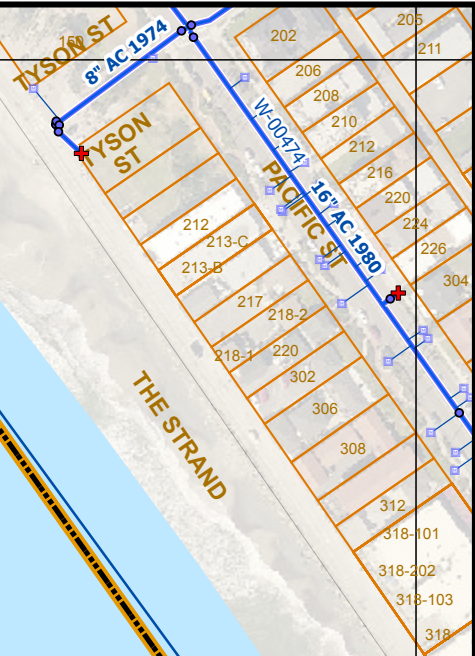 205
TYSON ST
150
202
211
8" AC 1974
206
208
W-00474
TYSON
ST
210
212
PACIFIC ST
216
16" AC 1980
220
212
224
213-C
226
213-B
304
217
218-2
218-1
220
302
THE STRAND
306
308
312
318-101
318-202
318-103
318